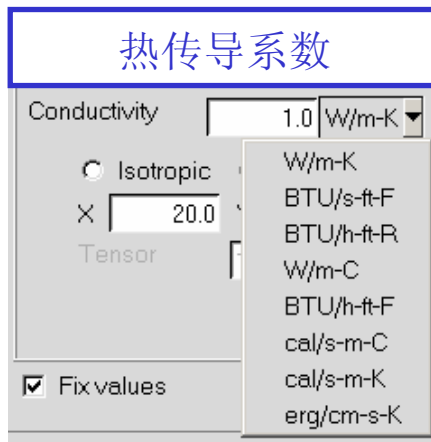 热传导系数
Conductivity 1.0 W/m-K
Isotropic
X 20.0
Tensor
Fix values
W/m-K
BTU/s-ft-F
BTU/h-ft-R
W/m-C
BTU/h-ft-F
cal/s-m-C
cal/s-m-K
erg/cm-s-K